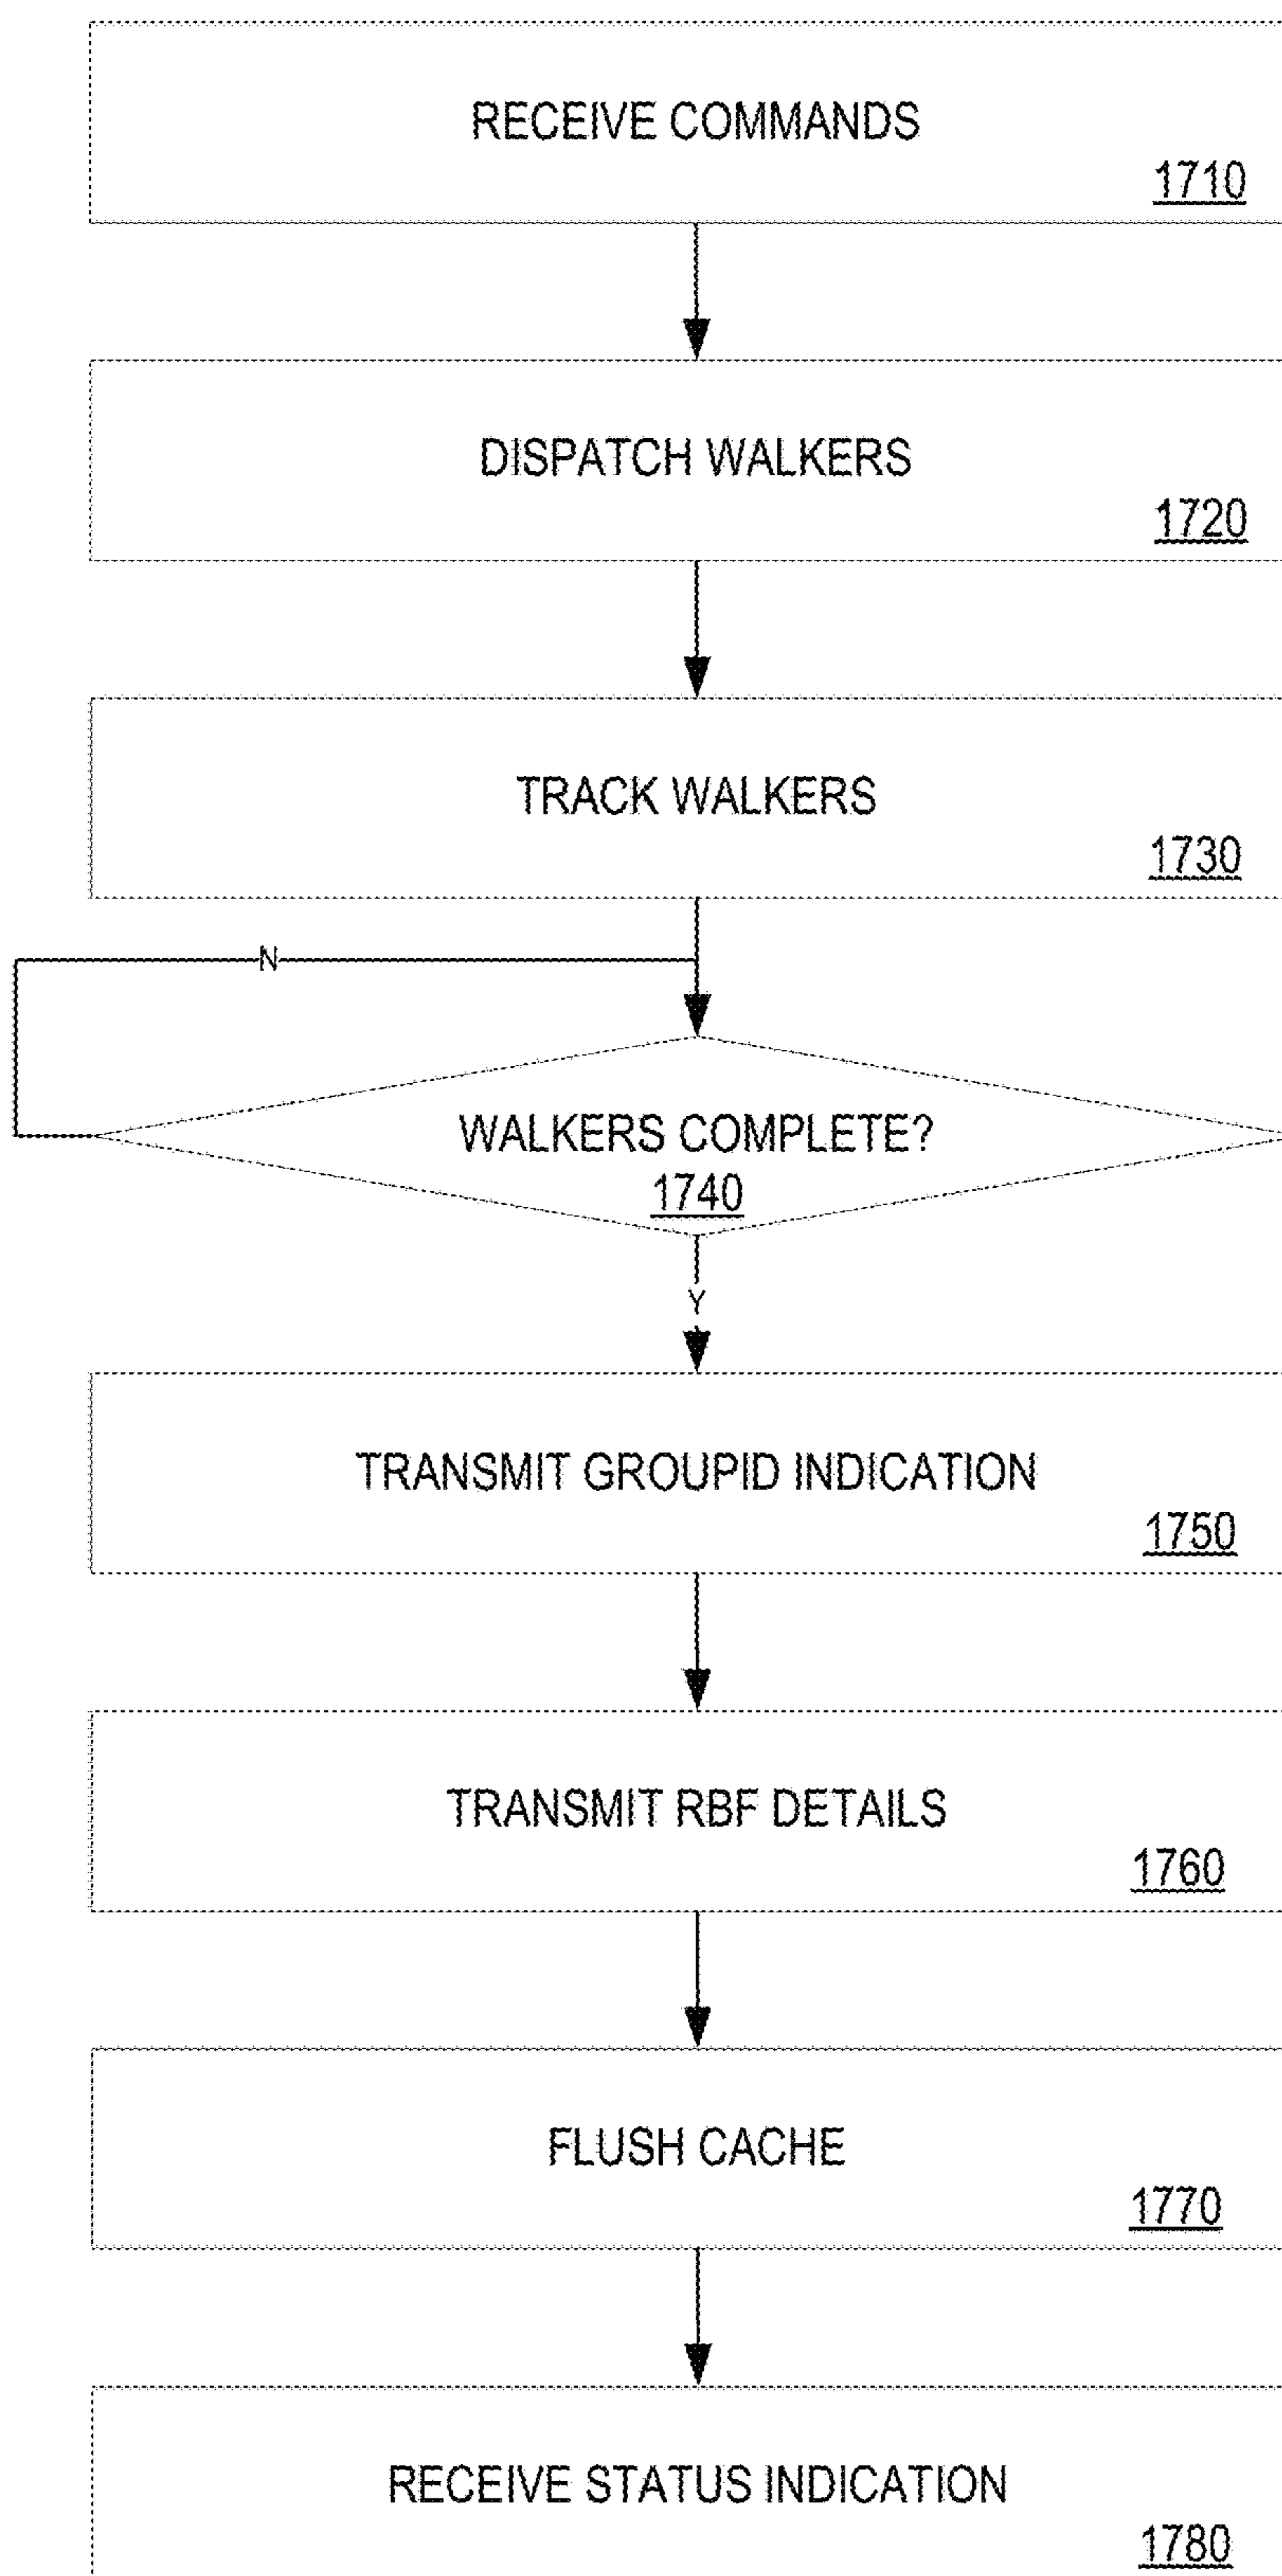 RECEIVE COMMANDS
1710
DISPATCH WALKERS
1720
TRACK WALKERS
1730
N
WALKERS COMPLETE?
1740
Y
TRANSMIT GROUPID INDICATION
1750
TRANSMIT RBF DETAILS
1760
FLUSH CACHE
1770
RECEIVE STATUS INDICATION
1780